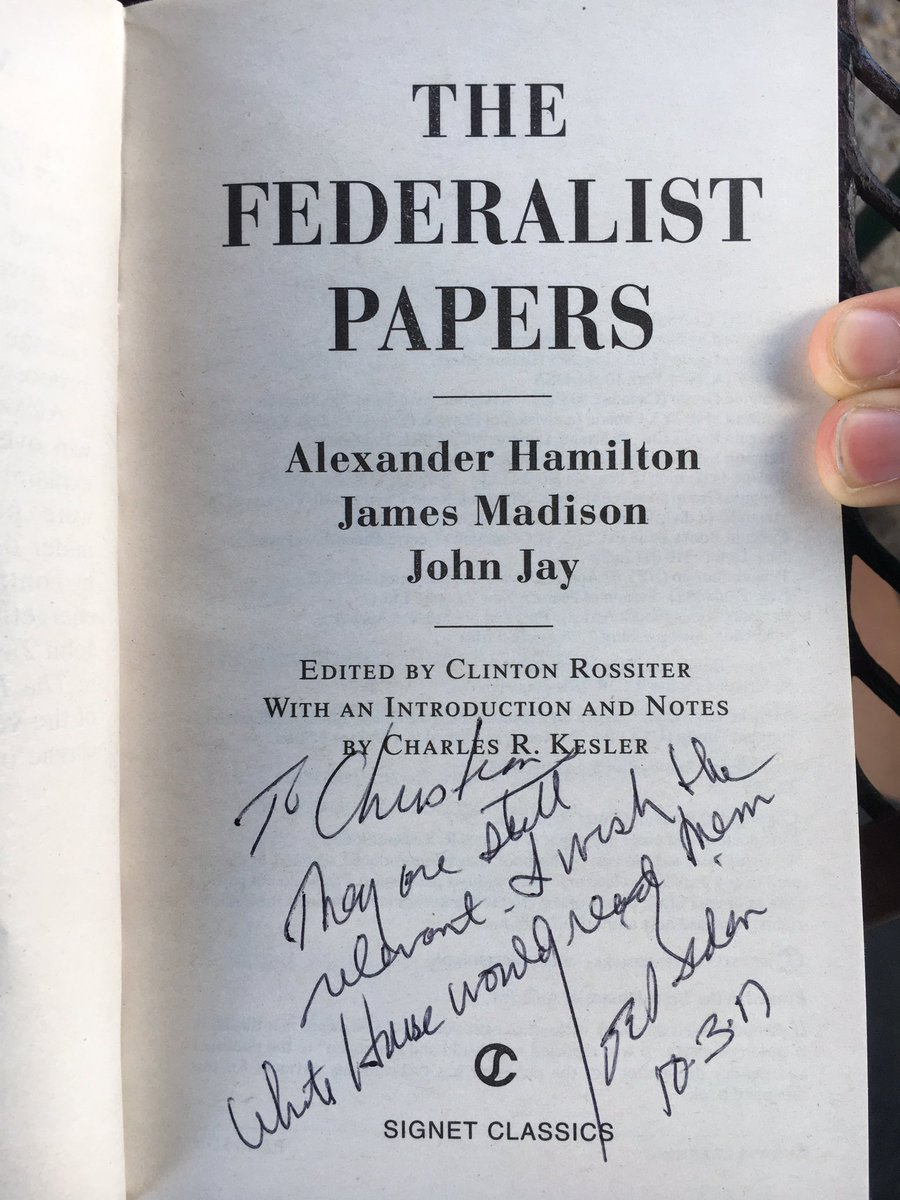 THE
FEDERALIST
PAPERS
Alexander Hamilton
James Madison
John Jay
EDITED BY CLINTON ROSSITER
WITH AN INTRODUCTION AND NOTES
BY CHARLES R. KESLER
To Christian
They are still
relevant - I wish the
White House would read them
10.3.17
SIGNET CLASSICS